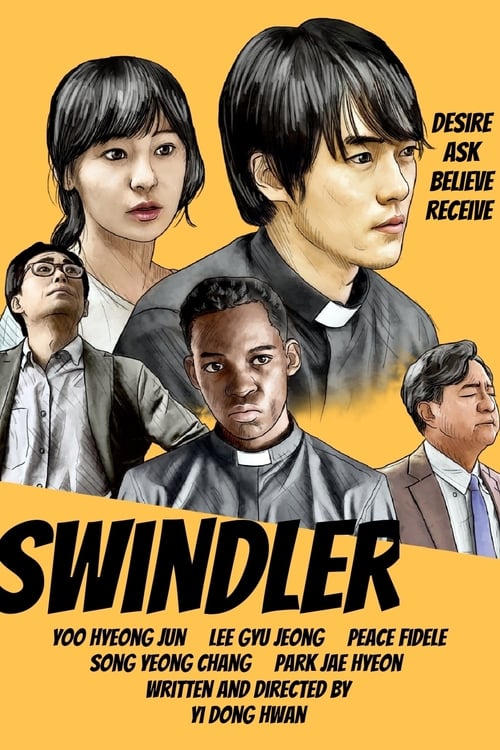 DESIRE
ASK
BELIEVE
RECEIVE
SWINDLER
YOO HYEONG JUN LEE GYU JEONG PEACE FIDELE
SONG YEONG CHANG PARK JAE HYEON
WRITTEN AND DIRECTED BY
YI DONG HWAN